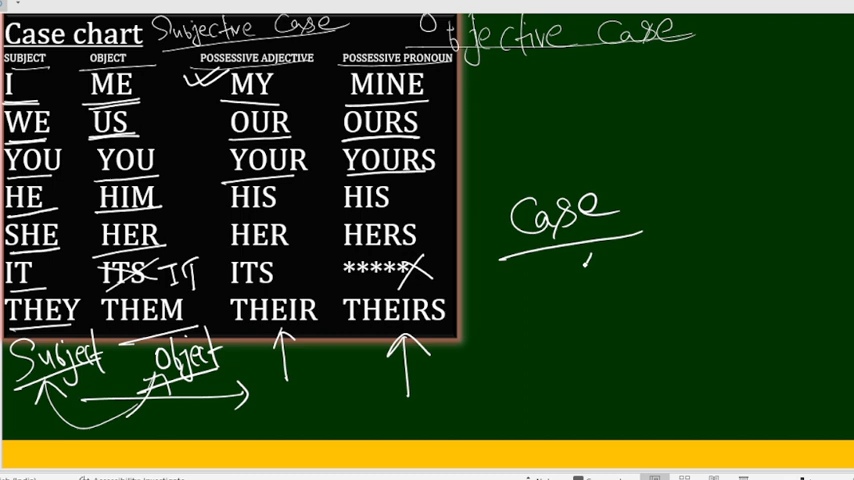 Case chart Subjective Case Objective Case
SUBJECT OBJECT POSSESSIVE ADJECTIVE POSSESSIVE PRONOUN
I ME MY MINE
WE US OUR OURS
YOU YOU YOUR YOURS
HE HIM HIS HIS
Case
SHE HER HER HERS
IT ITS IT ITS *****
THEY THEM THEIR THEIRS
Subject Object